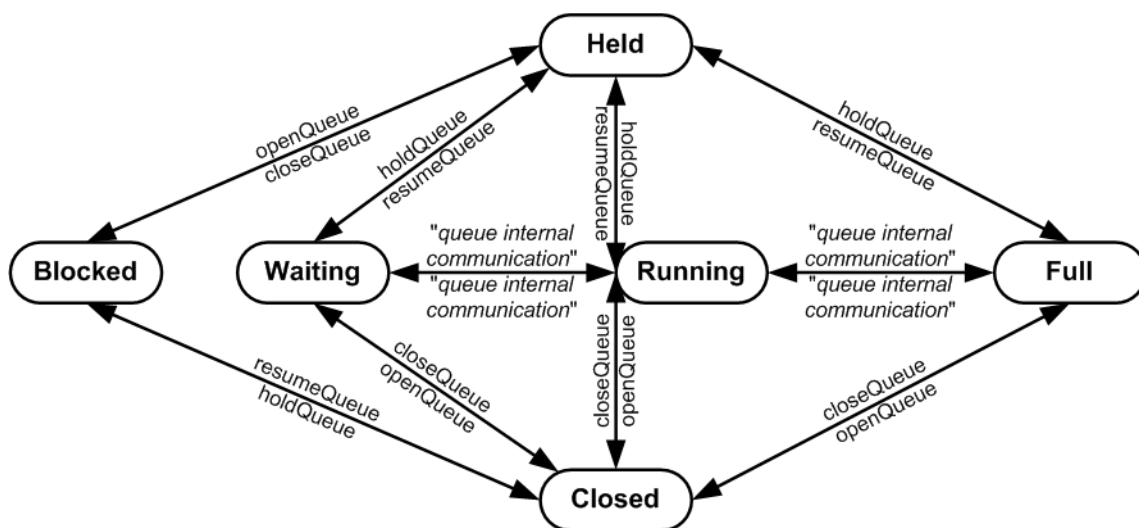 Held
openQueue
closeQueue
holdQueue
resumeQueue
holdQueue
resumeQueue
holdQueue
resumeQueue
Blocked
Waiting
"queue internal
communication"
"queue internal
communication"
Running
"queue internal
communication"
"queue internal
communication"
Full
resumeQueue
holdQueue
closeQueue
openQueue
closeQueue
openQueue
closeQueue
openQueue
Closed